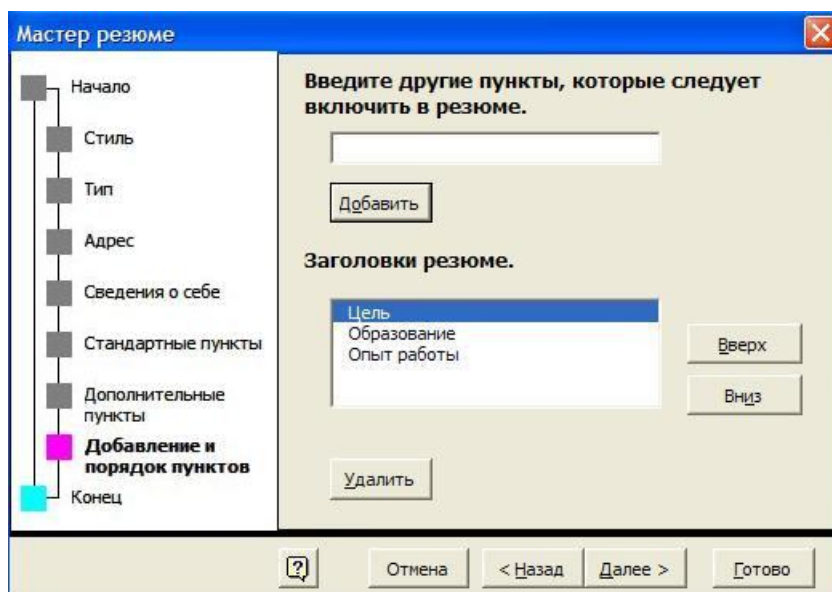 Мастер резюме
Начало
Стиль
Тип
Адрес
Сведения о себе
Стандартные пункты
Дополнительные
пункты
Добавление и
порядок пунктов
Конец
Введите другие пункты, которые следует
включить в резюме.
Добавить
Заголовки резюме.
Цель
Образование
Опыт работы
Вверх
Вниз
Удалить
?
Отмена
< Назад
Далее >
Готово